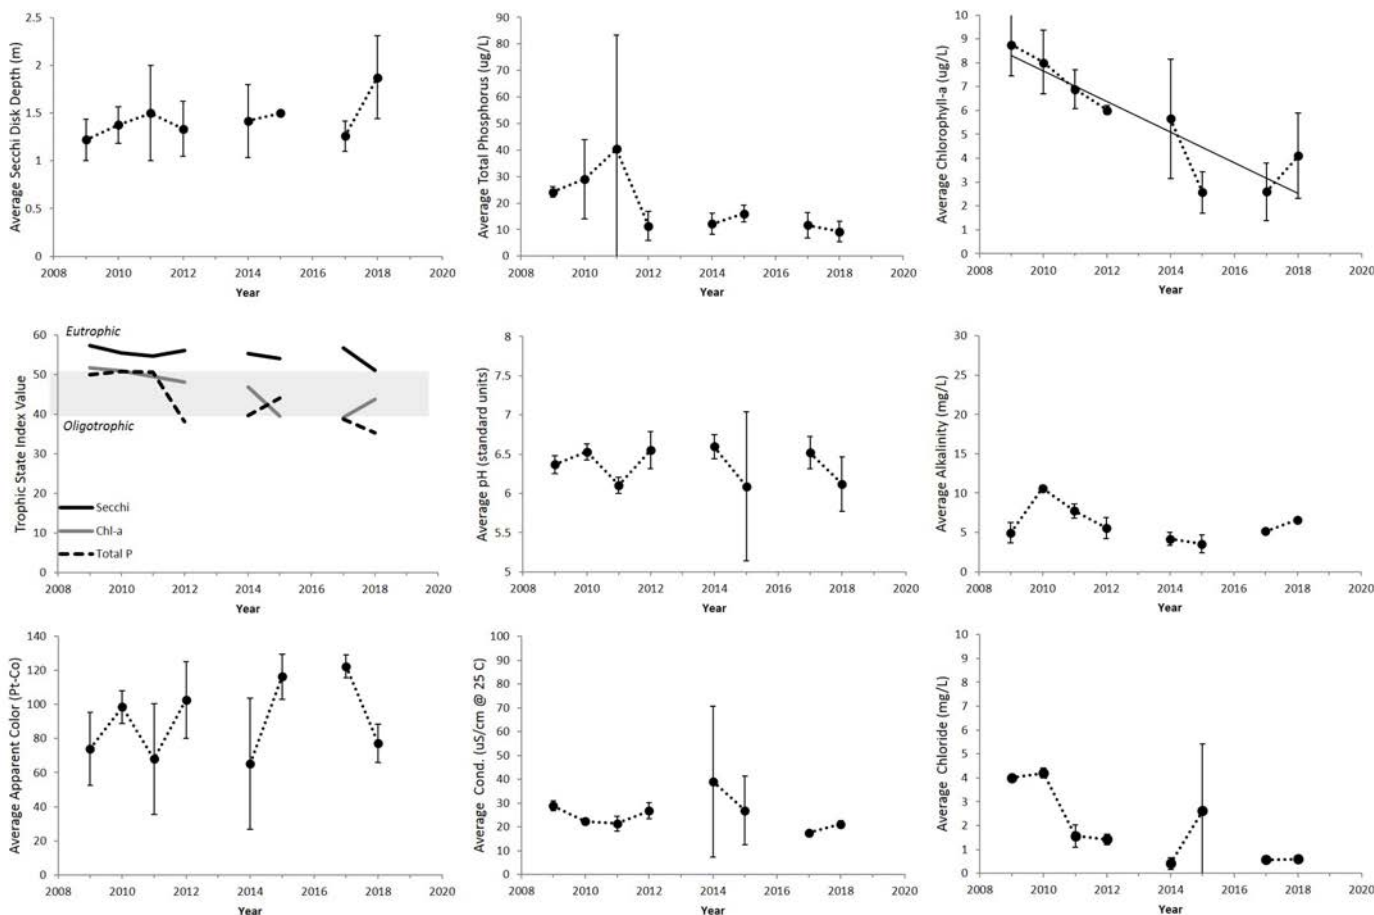 Average Secchi Disk Depth (m)
2.5
2
1.5
1
0.5
0
2008 2010 2012 2014 2016 2018 2020
Year
Average Total Phosphorus (ug/L)
90
80
70
60
50
40
30
20
10
0
2008 2010 2012 2014 2016 2018 2020
Year
Average Chlorophyll-a (ug/L)
10
9
8
7
6
5
4
3
2
1
0
2008 2010 2012 2014 2016 2018 2020
Year
Trophic State Index Value
60
50
40
30
20
10
0
Eutrophic
Oligotrophic
Secchi
Chl-a
Total P
2008 2010 2012 2014 2016 2018 2020
Year
Average pH (standard units)
8
7.5
7
6.5
6
5.5
5
2008 2010 2012 2014 2016 2018 2020
Year
Average Alkalinity (mg/L)
30
25
20
15
10
5
0
2008 2010 2012 2014 2016 2018 2020
Year
Average Apparent Color (Pt-Co)
140
120
100
80
60
40
20
0
2008 2010 2012 2014 2016 2018 2020
Year
Average Cond. (uS/cm @ 25 C)
100
90
80
70
60
50
40
30
20
10
0
2008 2010 2012 2014 2016 2018 2020
Year
Average Chloride (mg/L)
10
9
8
7
6
5
4
3
2
1
0
2008 2010 2012 2014 2016 2018 2020
Year